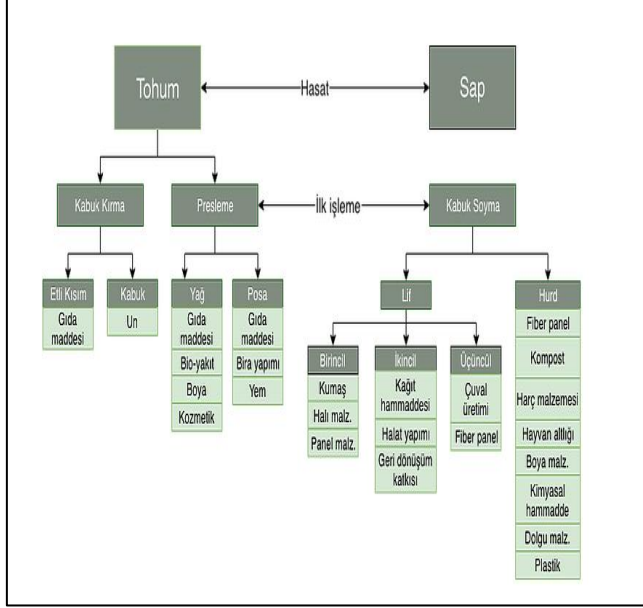 Tohum
Hasat
Sap
Kabuk Kırma
Presleme
İlk işleme
Kabuk Soyma
Etli Kısım
Gıda
maddesi
Kabuk
Un
Yağ
Gıda
maddesi
Bio-yakıt
Boya
Kozmetik
Posa
Gıda
maddesi
Bira yapımı
Yem
Lif
Birincil
Kumaş
Halı malz.
Panel malz.
İkincil
Kağıt
hammaddesi
Halat yapımı
Geri dönüşüm
katkısı
Üçüncül
Çuval
üretimi
Fiber panel
Hurd
Fiber panel
Kompost
Harç malzemesi
Hayvan altlığı
Boya malz.
Kimyasal
hammadde
Dolgu malz.
Plastik